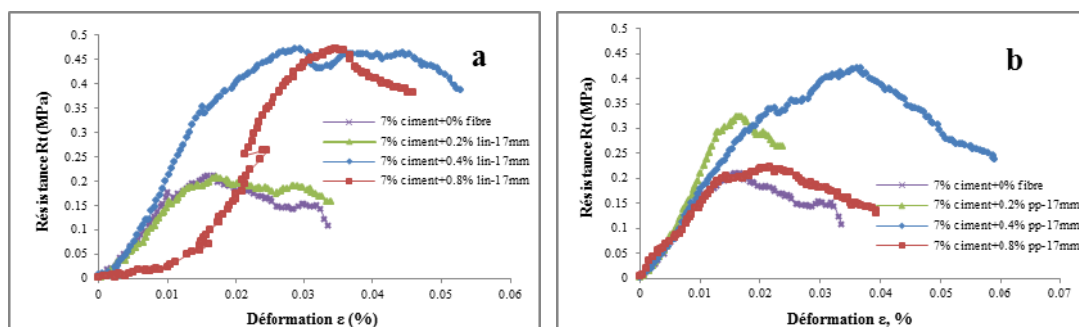 a
Résistance Rt (MPa)
0.5
0.45
0.4
0.35
0.3
0.25
0.2
0.15
0.1
0.05
0
0
0.01
0.02
0.03
0.04
0.05
0.06
Déformation ε (%)
7% ciment+0% fibre
7% ciment+0.2% lin-17mm
7% ciment+0.4% lin-17mm
7% ciment+0.8% lin-17mm
b
Résistance Rt (MPa)
0.5
0.45
0.4
0.35
0.3
0.25
0.2
0.15
0.1
0.05
0
0
0.01
0.02
0.03
0.04
0.05
0.06
0.07
Déformation ε, %
7% ciment+0% fibre
7% ciment+0.2% pp-17mm
7% ciment+0.4% pp-17mm
7% ciment+0.8% pp-17mm